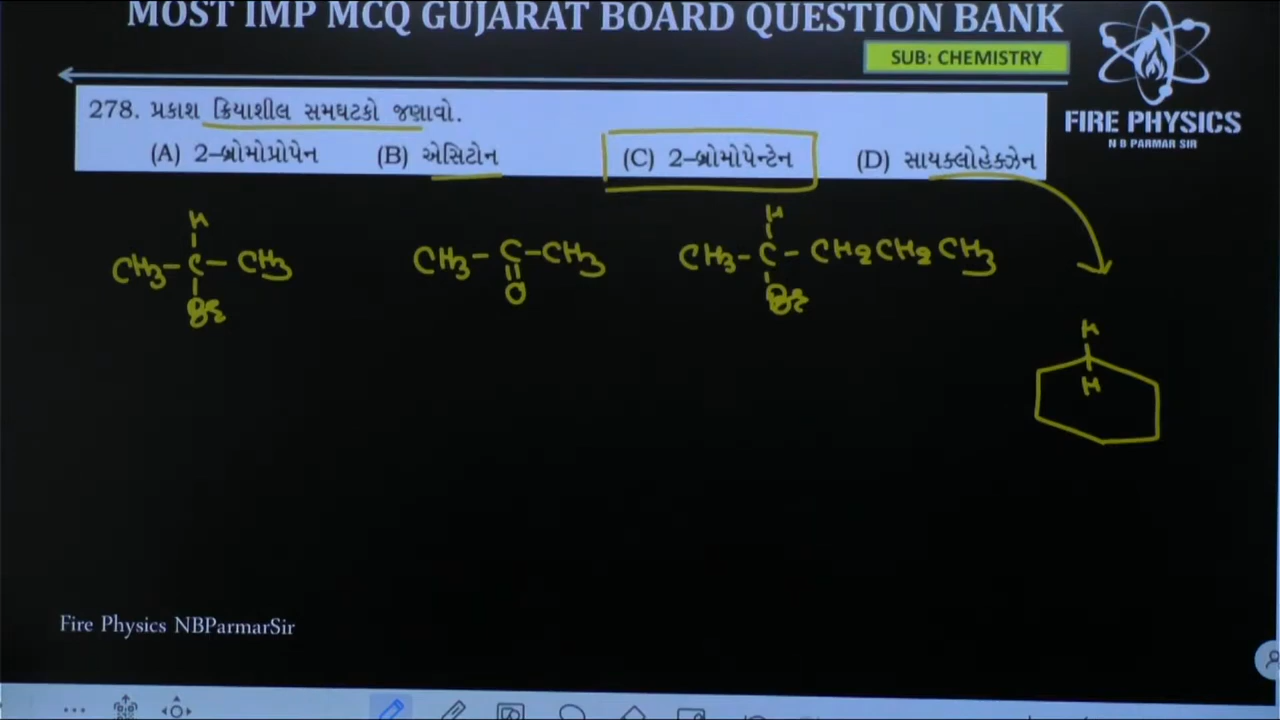 MOST IMP MCQ GUJARAT BOARD QUESTION BANK
SUB: CHEMISTRY
FIRE PHYSICS
N B PARMAR SIR
278. પ્રકાશ ક્રિયાશીલ સમઘટકો જણાવો.
(A) 2-બ્રોમોપ્રોપેન (B) એસિટોન (C) 2-બ્રોમોપેન્ટેન (D) સાયક્લોહેક્ઝેન
H
CH3-C-CH3
Br
CH3-C-CH3
O
H
CH3-C-CH2CH2CH3
Br
H
H
Fire Physics NBParmarSir